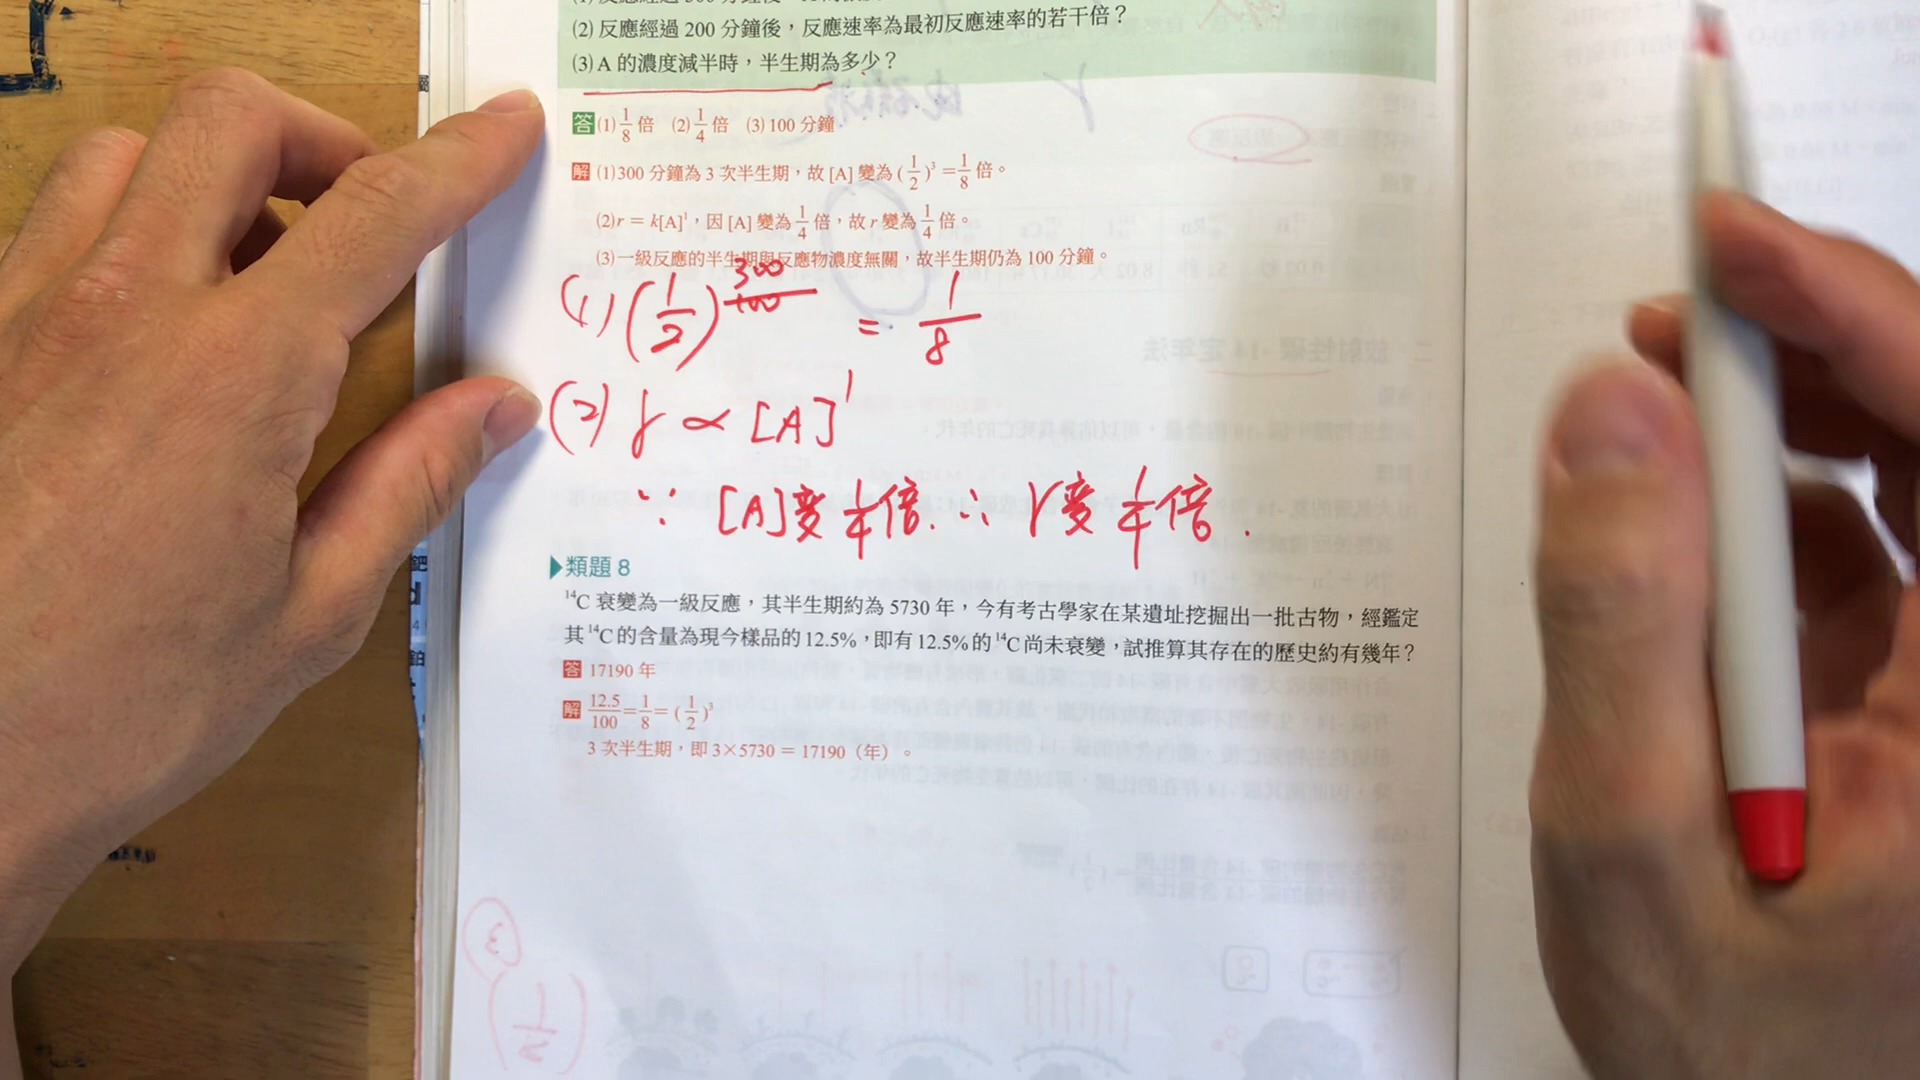 (2) 反應經過 200 分鐘後，反應速率為最初反應速率的若干倍？
(3) A 的濃度減半時，半生期為多少？
答 (1) 1/8 倍 (2) 1/4 倍 (3) 100 分鐘
解 (1)300 分鐘為 3 次半生期，故 [A] 變為 (1/2)³ = 1/8 倍。
(2) r = k[A]¹，因 [A] 變為 1/4 倍，故 r 變為 1/4 倍。
(3) 一級反應的半生期與反應物濃度無關，故半生期仍為 100 分鐘。
(1) (1/2)^(300/100) = 1/8
(2) r ∝ [A]¹
∵ [A]變 1/4 倍 ∴ r變 1/4 倍.
▶類題 8
¹⁴C 衰變為一級反應，其半生期約為 5730 年，今有考古學家在某遺址挖掘出一批古物，經鑑定
其 ¹⁴C 的含量為現今樣品的 12.5%，即有 12.5% 的 ¹⁴C 尚未衰變，試推算其存在的歷史約有幾年？
答 17190 年
解 12.5/100 = 1/8 = (1/2)³
3 次半生期，即 3×5730 = 17190（年）。